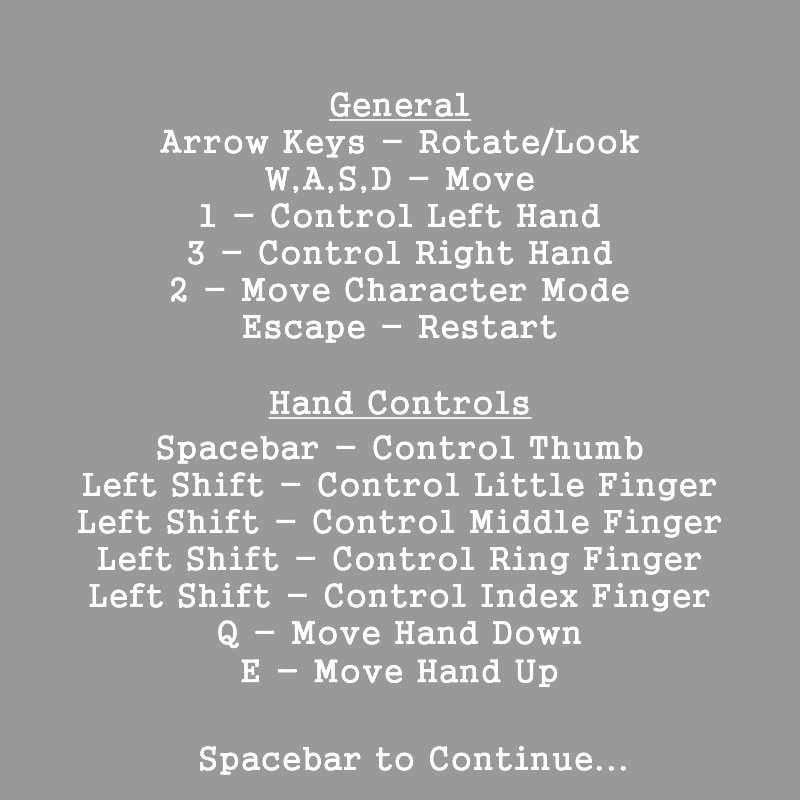 General
Arrow Keys – Rotate/Look
W,A,S,D – Move
1 – Control Left Hand
3 – Control Right Hand
2 – Move Character Mode
Escape – Restart
Hand Controls
Spacebar – Control Thumb
Left Shift – Control Little Finger
Left Shift – Control Middle Finger
Left Shift – Control Ring Finger
Left Shift – Control Index Finger
Q – Move Hand Down
E – Move Hand Up
Spacebar to Continue...